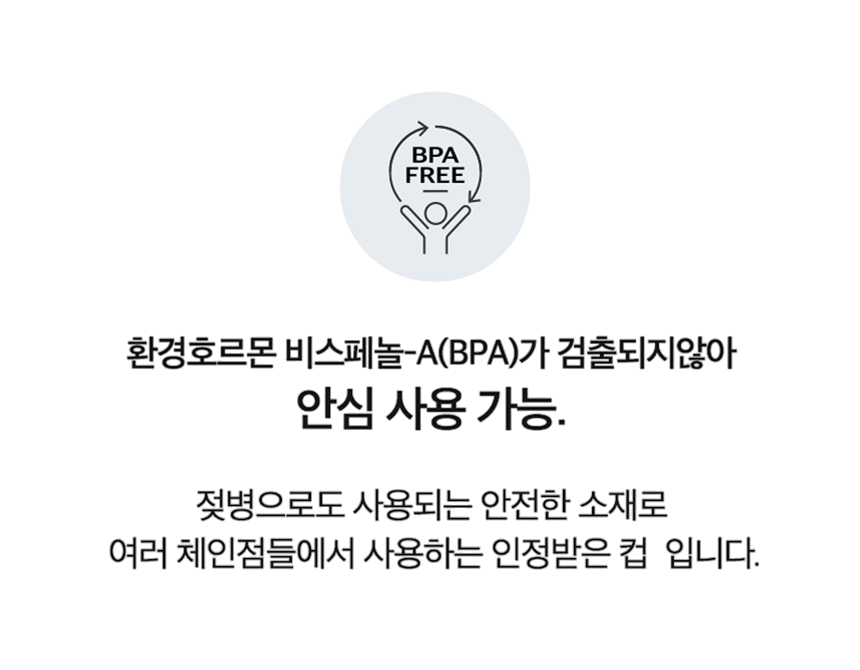 BPA
FREE
환경호르몬 비스페놀-A(BPA)가 검출되지않아
안심 사용 가능.
젖병으로도 사용되는 안전한 소재로
여러 체인점들에서 사용하는 인정받은 컵 입니다.